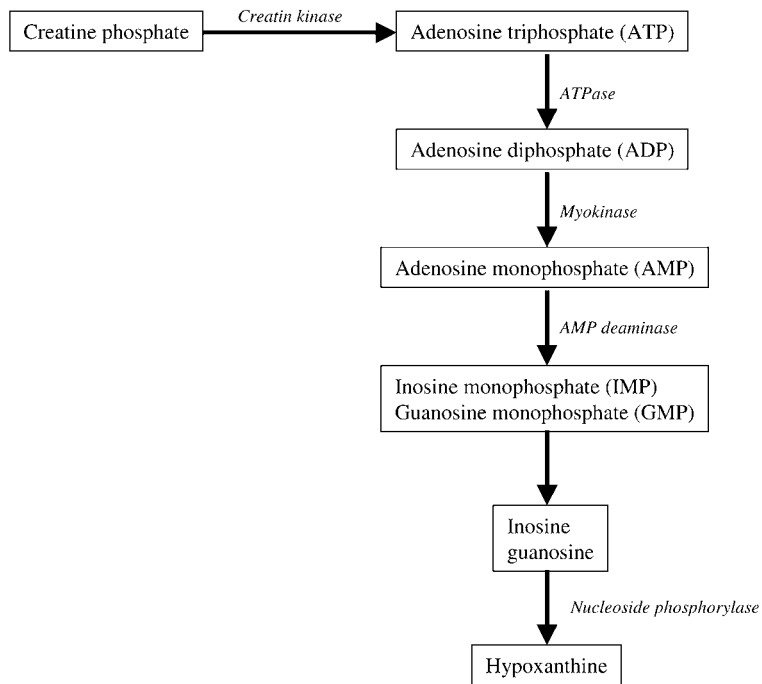 Creatine phosphate
Creatin kinase
Adenosine triphosphate (ATP)
ATPase
Adenosine diphosphate (ADP)
Myokinase
Adenosine monophosphate (AMP)
AMP deaminase
Inosine monophosphate (IMP)
Guanosine monophosphate (GMP)
Inosine
guanosine
Nucleoside phosphorylase
Hypoxanthine